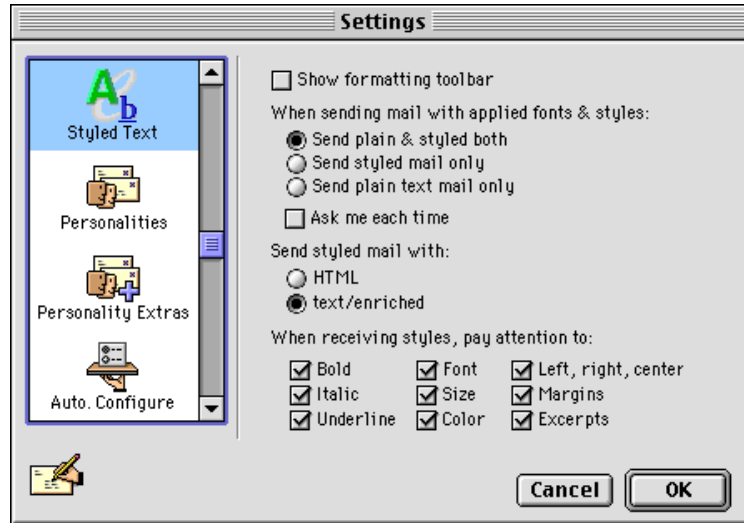 Settings
Styled Text
Personalities
Personality Extras
Auto. Configure
Show formatting toolbar
When sending mail with applied fonts & styles:
Send plain & styled both
Send styled mail only
Send plain text mail only
Ask me each time
Send styled mail with:
HTML
text/enriched
When receiving styles, pay attention to:
Bold Font Left, right, center
Italic Size Margins
Underline Color Excerpts
Cancel OK